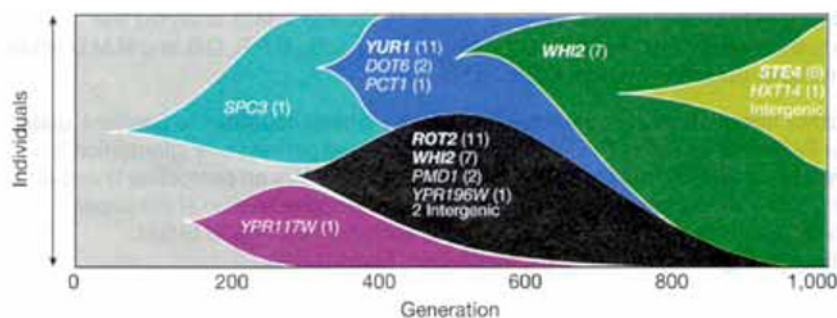 Individuals
SPC3 (1)
YUR1 (11)
DOT6 (2)
PCT1 (1)
WHI2 (7)
STE4 (6)
HXT14 (1)
Intergenic
ROT2 (11)
WHI2 (7)
PMD1 (2)
YPR196W (1)
2 Intergenic
YPR117W (1)
0 200 400 600 800 1,000
Generation